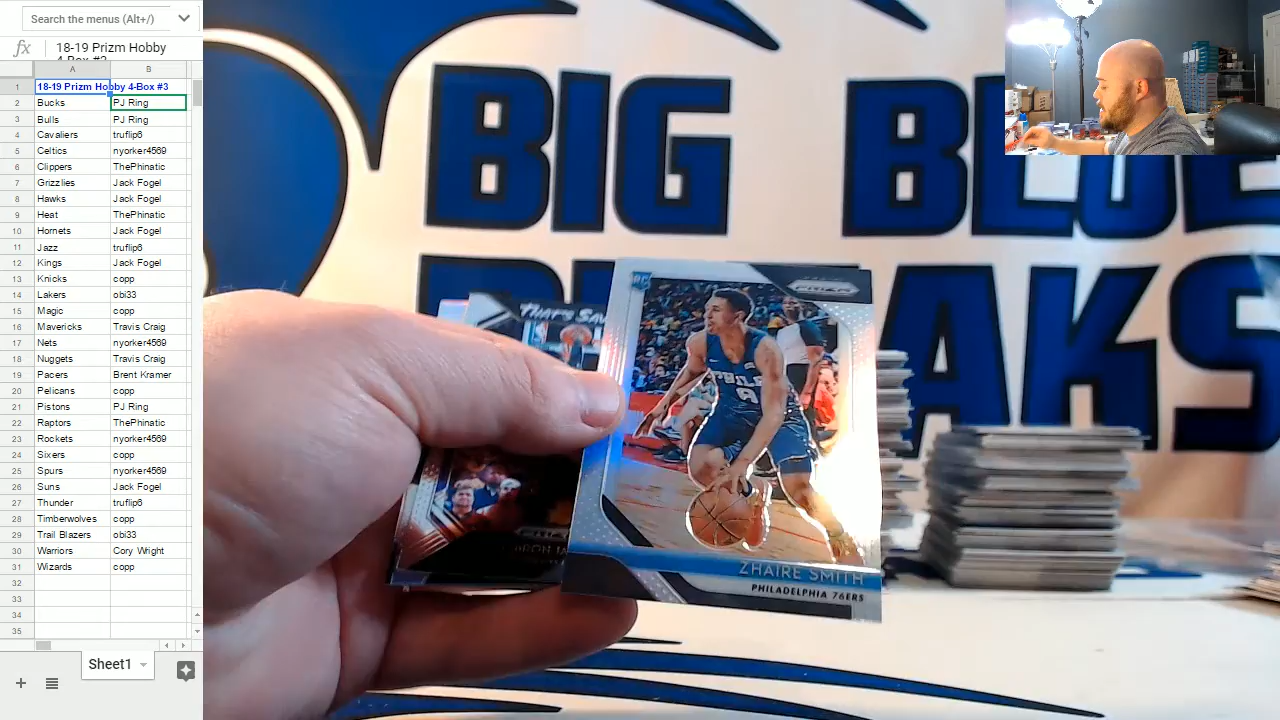 Search the menus (Alt+/)
fx 18-19 Prizm Hobby
4-Box #3
A B
1 18-19 Prizm Hobby 4-Box #3
2 Bucks PJ Ring
3 Bulls PJ Ring
4 Cavaliers truflip6
5 Celtics nyorker4569
6 Clippers ThePhinatic
7 Grizzlies Jack Fogel
8 Hawks Jack Fogel
9 Heat ThePhinatic
10 Hornets Jack Fogel
11 Jazz truflip6
12 Kings Jack Fogel
13 Knicks copp
14 Lakers obi33
15 Magic copp
16 Mavericks Travis Craig
17 Nets nyorker4569
18 Nuggets Travis Craig
19 Pacers Brent Kramer
20 Pelicans copp
21 Pistons PJ Ring
22 Raptors ThePhinatic
23 Rockets nyorker4569
24 Sixers copp
25 Spurs nyorker4569
26 Suns Jack Fogel
27 Thunder truflip6
28 Timberwolves copp
29 Trail Blazers obi33
30 Warriors Cory Wright
31 Wizards copp
32
33
34
35
Sheet1
BIG BLUE
AKS
THAT'S
RC
PRIZM
PHILA
8
ZHAIRE SMITH
PHILADELPHIA 76ERS